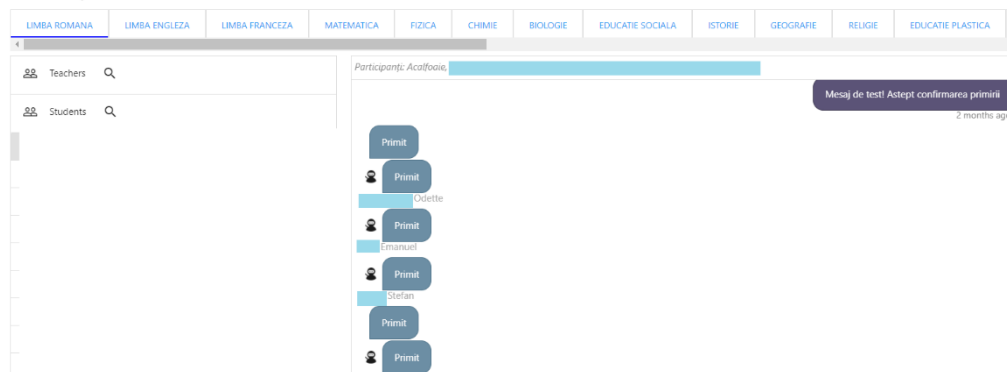 LIMBA ROMANA LIMBA ENGLEZA LIMBA FRANCEZA MATEMATICA FIZICA CHIMIE BIOLOGIE EDUCATIE SOCIALA ISTORIE GEOGRAFIE RELIGIE EDUCATIE PLASTICA
Teachers
Students
Participanți: Acalfoaie,
Mesaj de test! Astept confirmarea primirii
2 months ago
Primit
Primit
Odette
Primit
Emanuel
Primit
Stefan
Primit
Primit